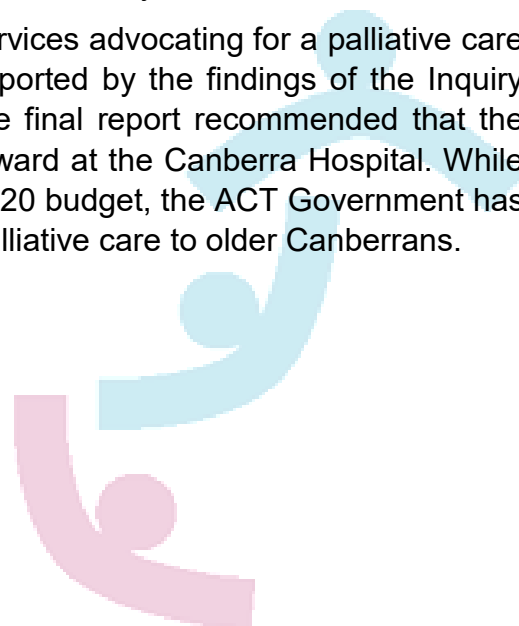 rvices advocating for a palliative care
ported by the findings of the Inquiry
e final report recommended that the
ward at the Canberra Hospital. While
20 budget, the ACT Government has
lliative care to older Canberrans.